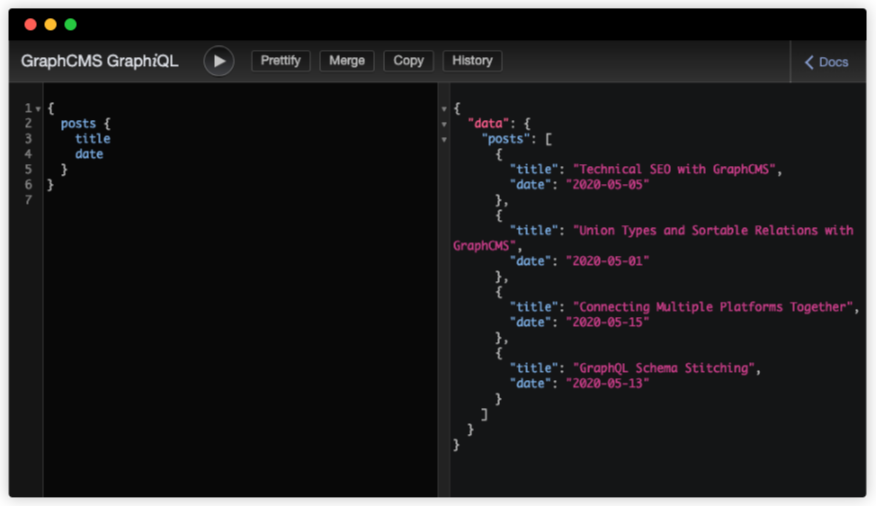 GraphCMS GraphiQL Prettify Merge Copy History Docs
1 {
2 posts {
3 title
4 date
5 }
6 }
7
{
"data": {
"posts": [
{
"title": "Technical SEO with GraphCMS",
"date": "2020-05-05"
},
{
"title": "Union Types and Sortable Relations with
GraphCMS",
"date": "2020-05-01"
},
{
"title": "Connecting Multiple Platforms Together",
"date": "2020-05-15"
},
{
"title": "GraphQL Schema Stitching",
"date": "2020-05-13"
}
]
}
}